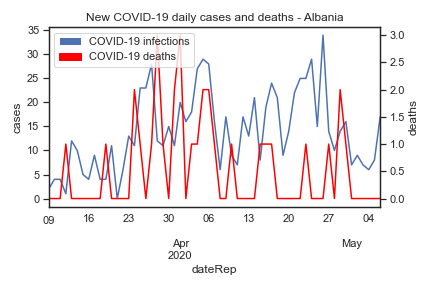 New COVID-19 daily cases and deaths - Albania
COVID-19 infections
COVID-19 deaths
cases
35
30
25
20
15
10
5
0
deaths
3.0
2.5
2.0
1.5
1.0
0.5
0.0
09 16 23 30 06 13 20 27 04
Apr May
2020
dateRep